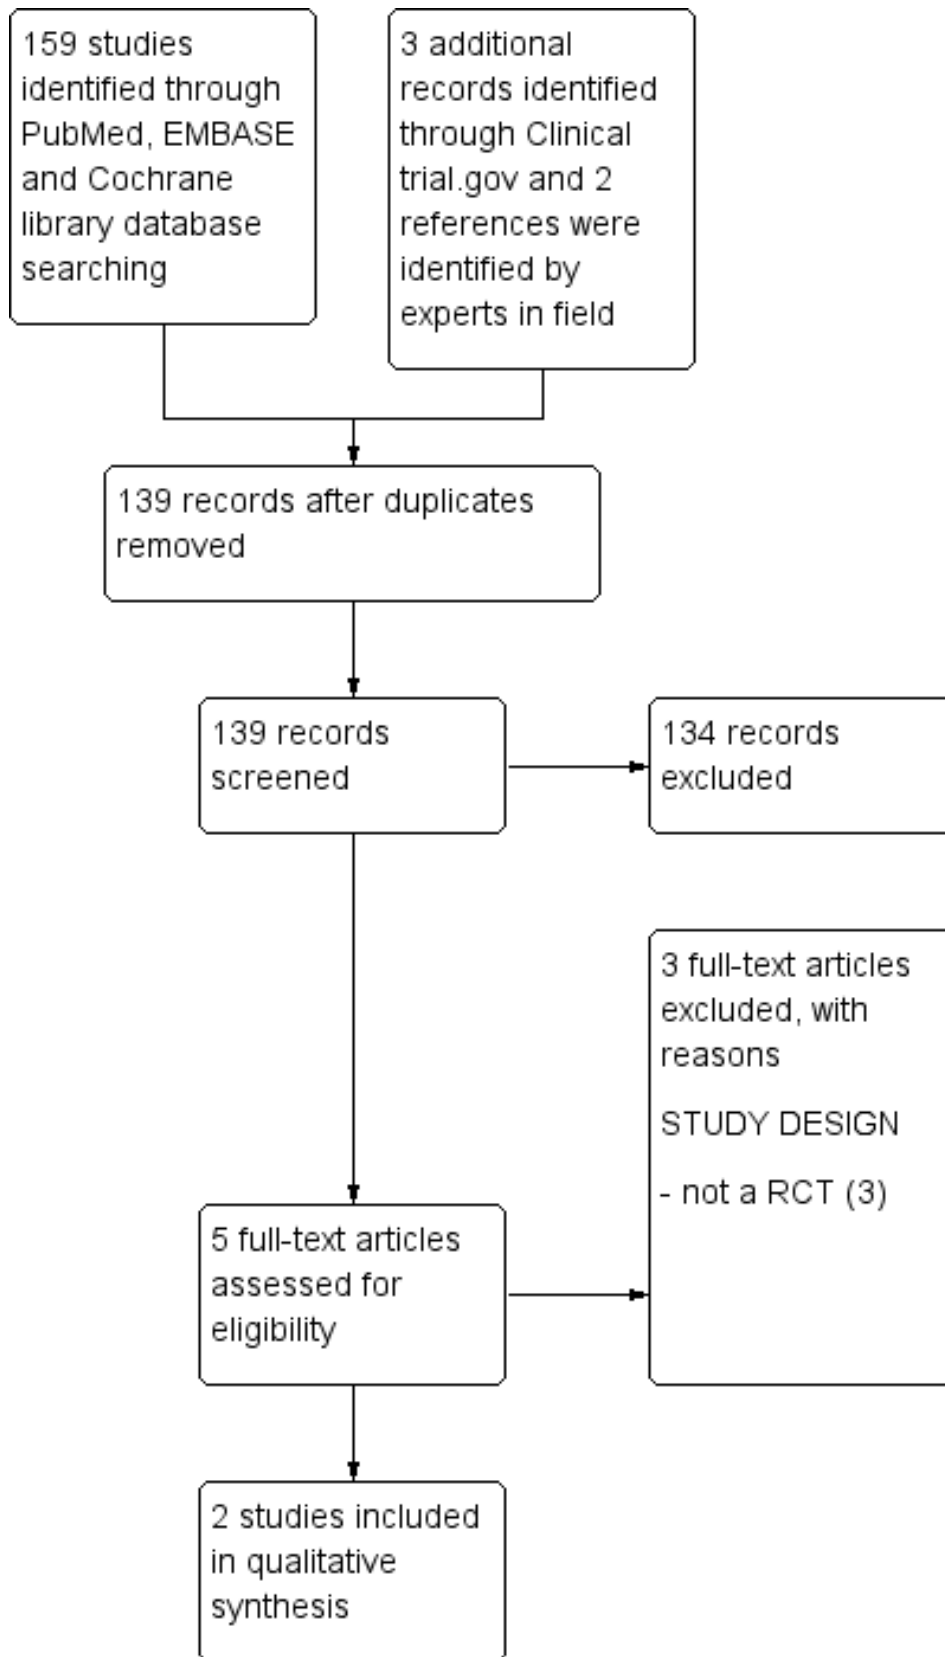 159 studies
identified through
PubMed, EMBASE
and Cochrane
library database
searching
3 additional
records identified
through Clinical
trial.gov and 2
references were
identified by
experts in field
139 records after duplicates
removed
139 records
screened
134 records
excluded
3 full-text articles
excluded, with
reasons
STUDY DESIGN
- not a RCT (3)
5 full-text articles
assessed for
eligibility
2 studies included
in qualitative
synthesis